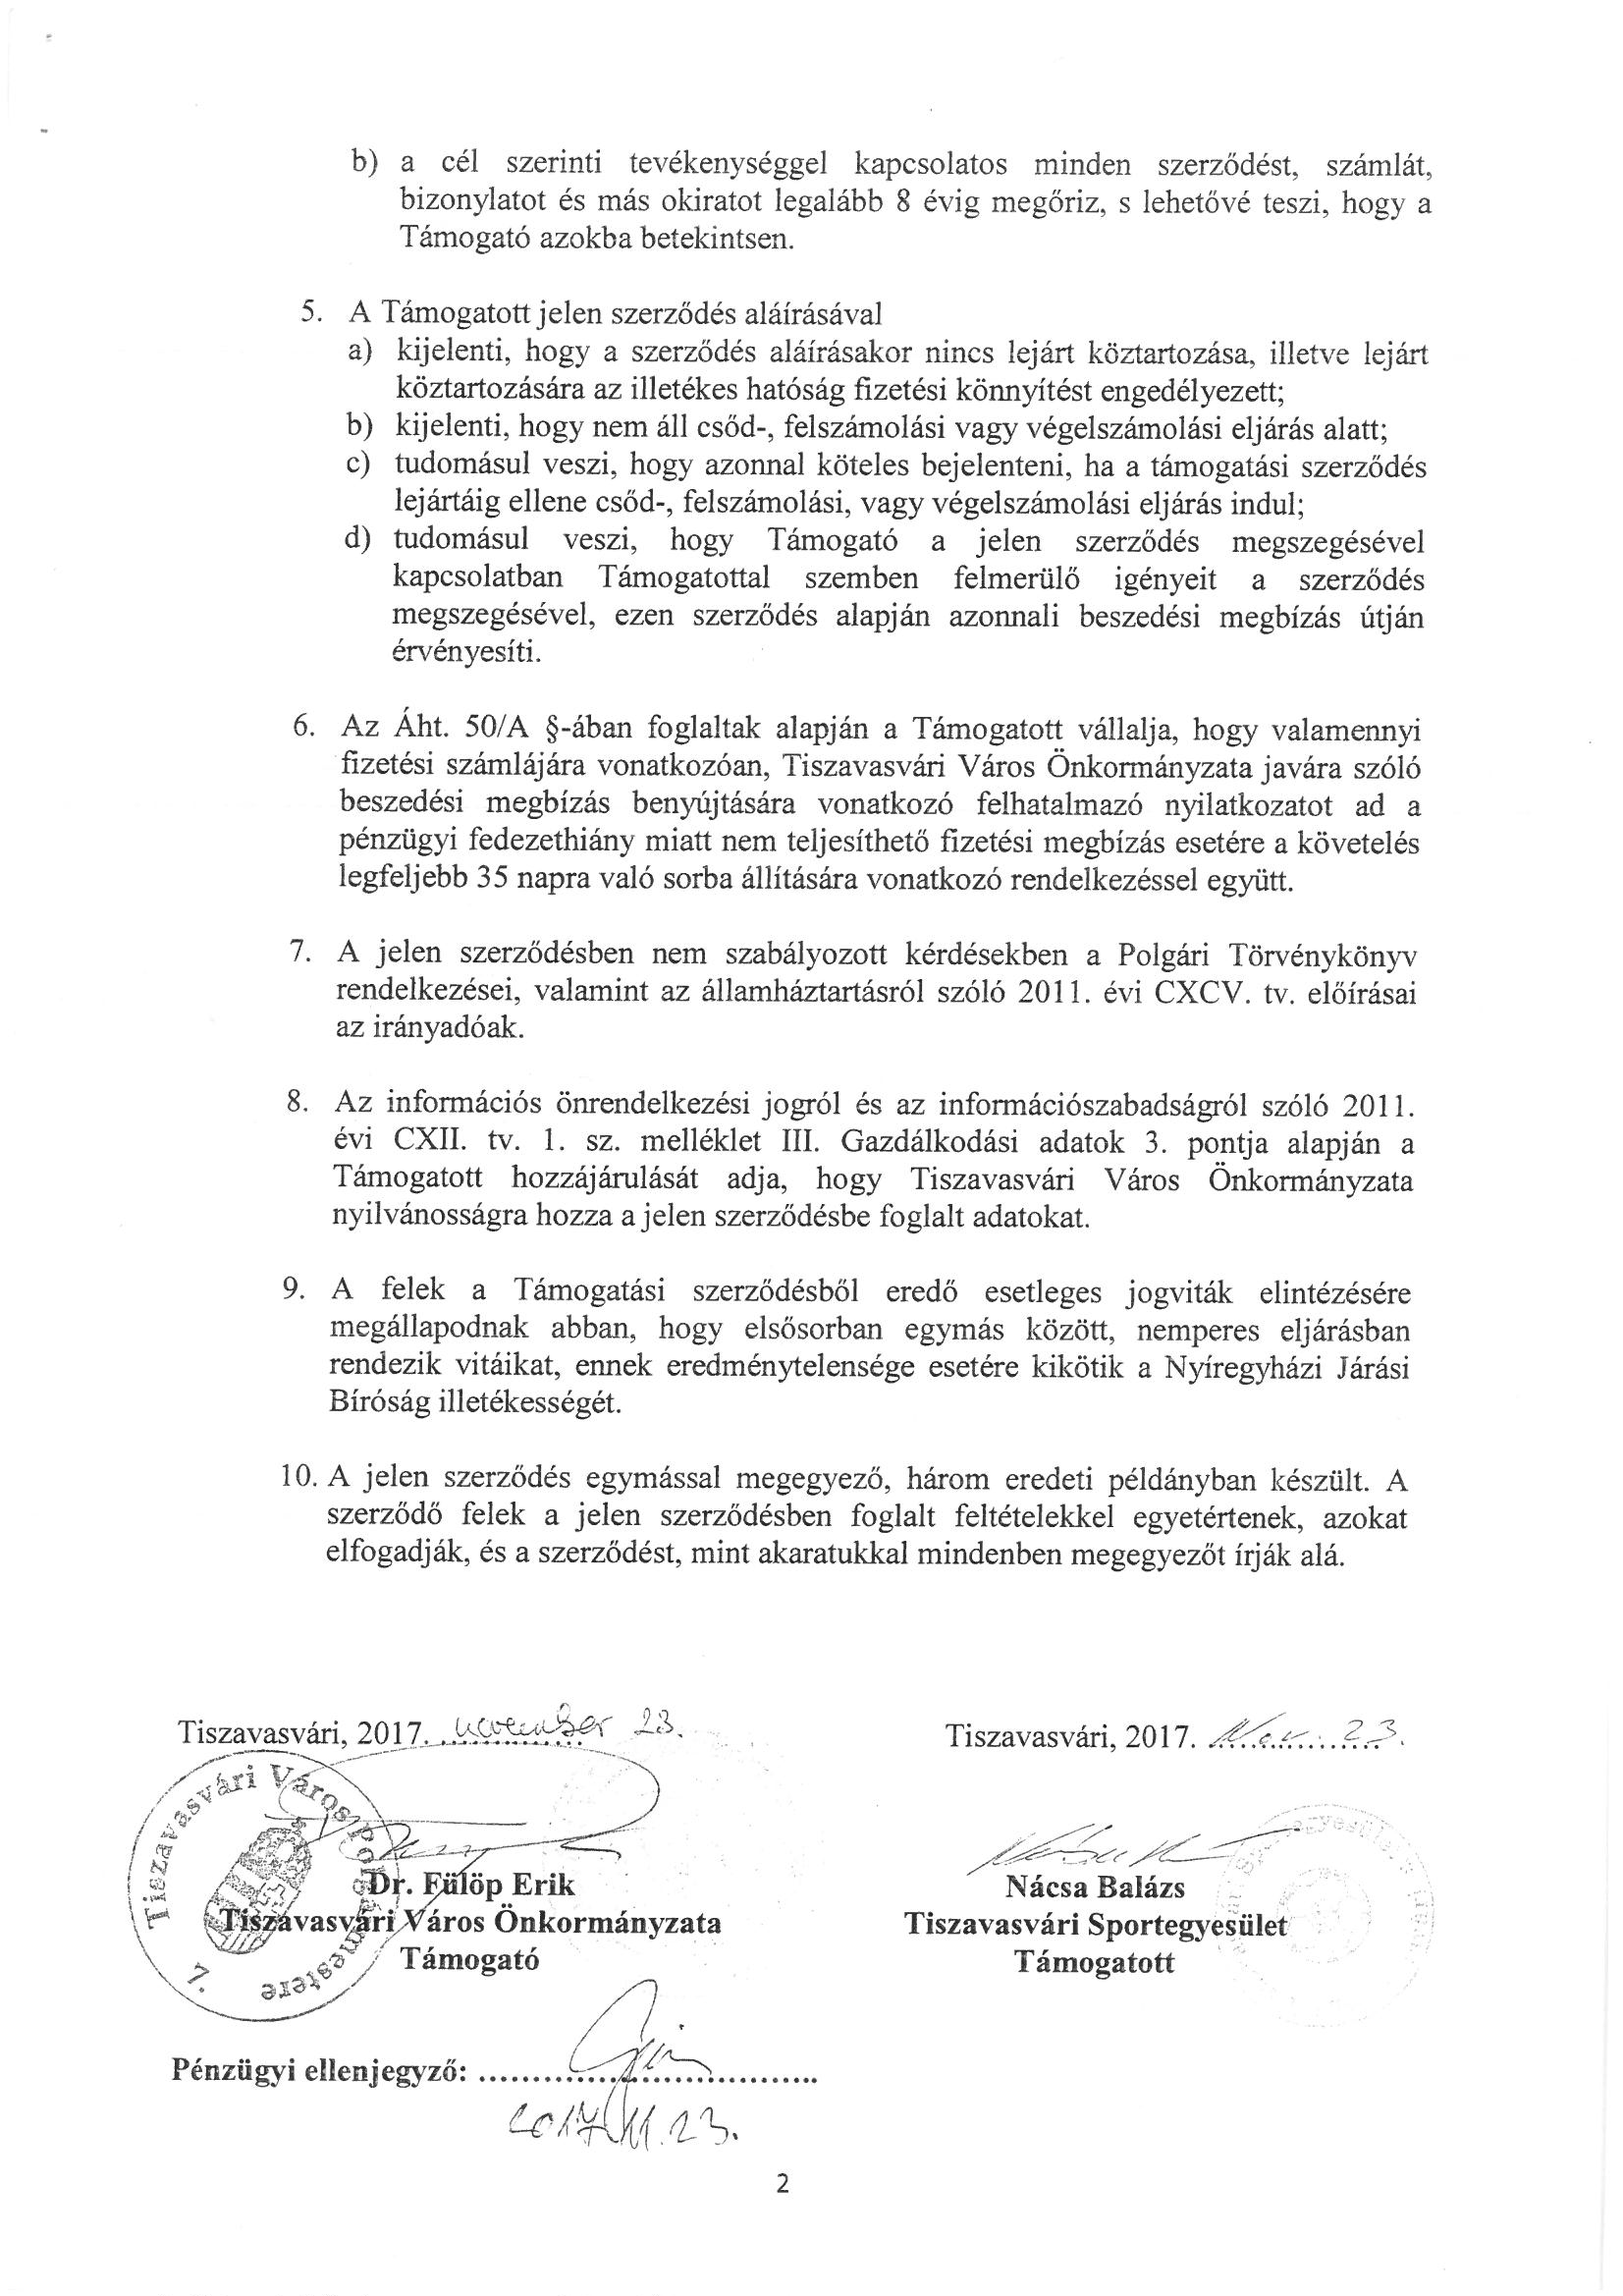 b) a cél szerinti tevékenységgel kapcsolatos minden szerződést, számlát,
bizonylatot és más okiratot legalább 8 évig megőriz, s lehetővé teszi, hogy a
Támogató azokba betekintsen.
5. A Támogatott jelen szerződés aláírásával
a) kijelenti, hogy a szerződés aláírásakor nincs lejárt köztartozása, illetve lejárt
köztartozására az illetékes hatóság fizetési könnyítést engedélyezett;
b) kijelenti, hogy nem áll csőd-, felszámolási vagy végelszámolási eljárás alatt;
c) tudomásul veszi, hogy azonnal köteles bejelenteni, ha a támogatási szerződés
lejártáig ellene csőd-, felszámolási, vagy végelszámolási eljárás indul;
d) tudomásul veszi, hogy Támogató a jelen szerződés megszegésével
kapcsolatban Támogatottal szemben felmerülő igényeit a szerződés
megszegésével, ezen szerződés alapján azonnali beszedési megbízás útján
érvényesíti.
6. Az Áht. 50/A §-ában foglaltak alapján a Támogatott vállalja, hogy valamennyi
fizetési számlájára vonatkozóan, Tiszavasvári Város Önkormányzata javára szóló
beszedési megbízás benyújtására vonatkozó felhatalmazó nyilatkozatot ad a
pénzügyi fedezethiány miatt nem teljesíthető fizetési megbízás esetére a követelés
legfeljebb 35 napra való sorba állítására vonatkozó rendelkezéssel együtt.
7. A jelen szerződésben nem szabályozott kérdésekben a Polgári Törvénykönyv
rendelkezései, valamint az államháztartásról szóló 2011. évi CXCV. tv. előírásai
az irányadóak.
8. Az információs önrendelkezési jogról és az információszabadságról szóló 2011.
évi CXII. tv. 1. sz. melléklet III. Gazdálkodási adatok 3. pontja alapján a
Támogatott hozzájárulását adja, hogy Tiszavasvári Város Önkormányzata
nyilvánosságra hozza a jelen szerződésbe foglalt adatokat.
9. A felek a Támogatási szerződésből eredő esetleges jogviták elintézésére
megállapodnak abban, hogy elsősorban egymás között, nemperes eljárásban
rendezik vitáikat, ennek eredménytelensége esetére kikötik a Nyíregyházi Járási
Bíróság illetékességét.
10. A jelen szerződés egymással megegyező, három eredeti példányban készült. A
szerződő felek a jelen szerződésben foglalt feltételekkel egyetértenek, azokat
elfogadják, és a szerződést, mint akaratukkal mindenben megegyezőt írják alá.
Tiszavasvári, 2017. november 23.
Tiszavasvári, 2017. Nov. 23.
Tiszavasvári Város Polgármestere
7.
Dr. Fülöp Erik
Tiszavasvári Város Önkormányzata
Támogató
Nácsa Balázs
Tiszavasvári Sportegyesület
Támogatott
Pénzügyi ellenjegyző: ..................................
2017.11.23.
2